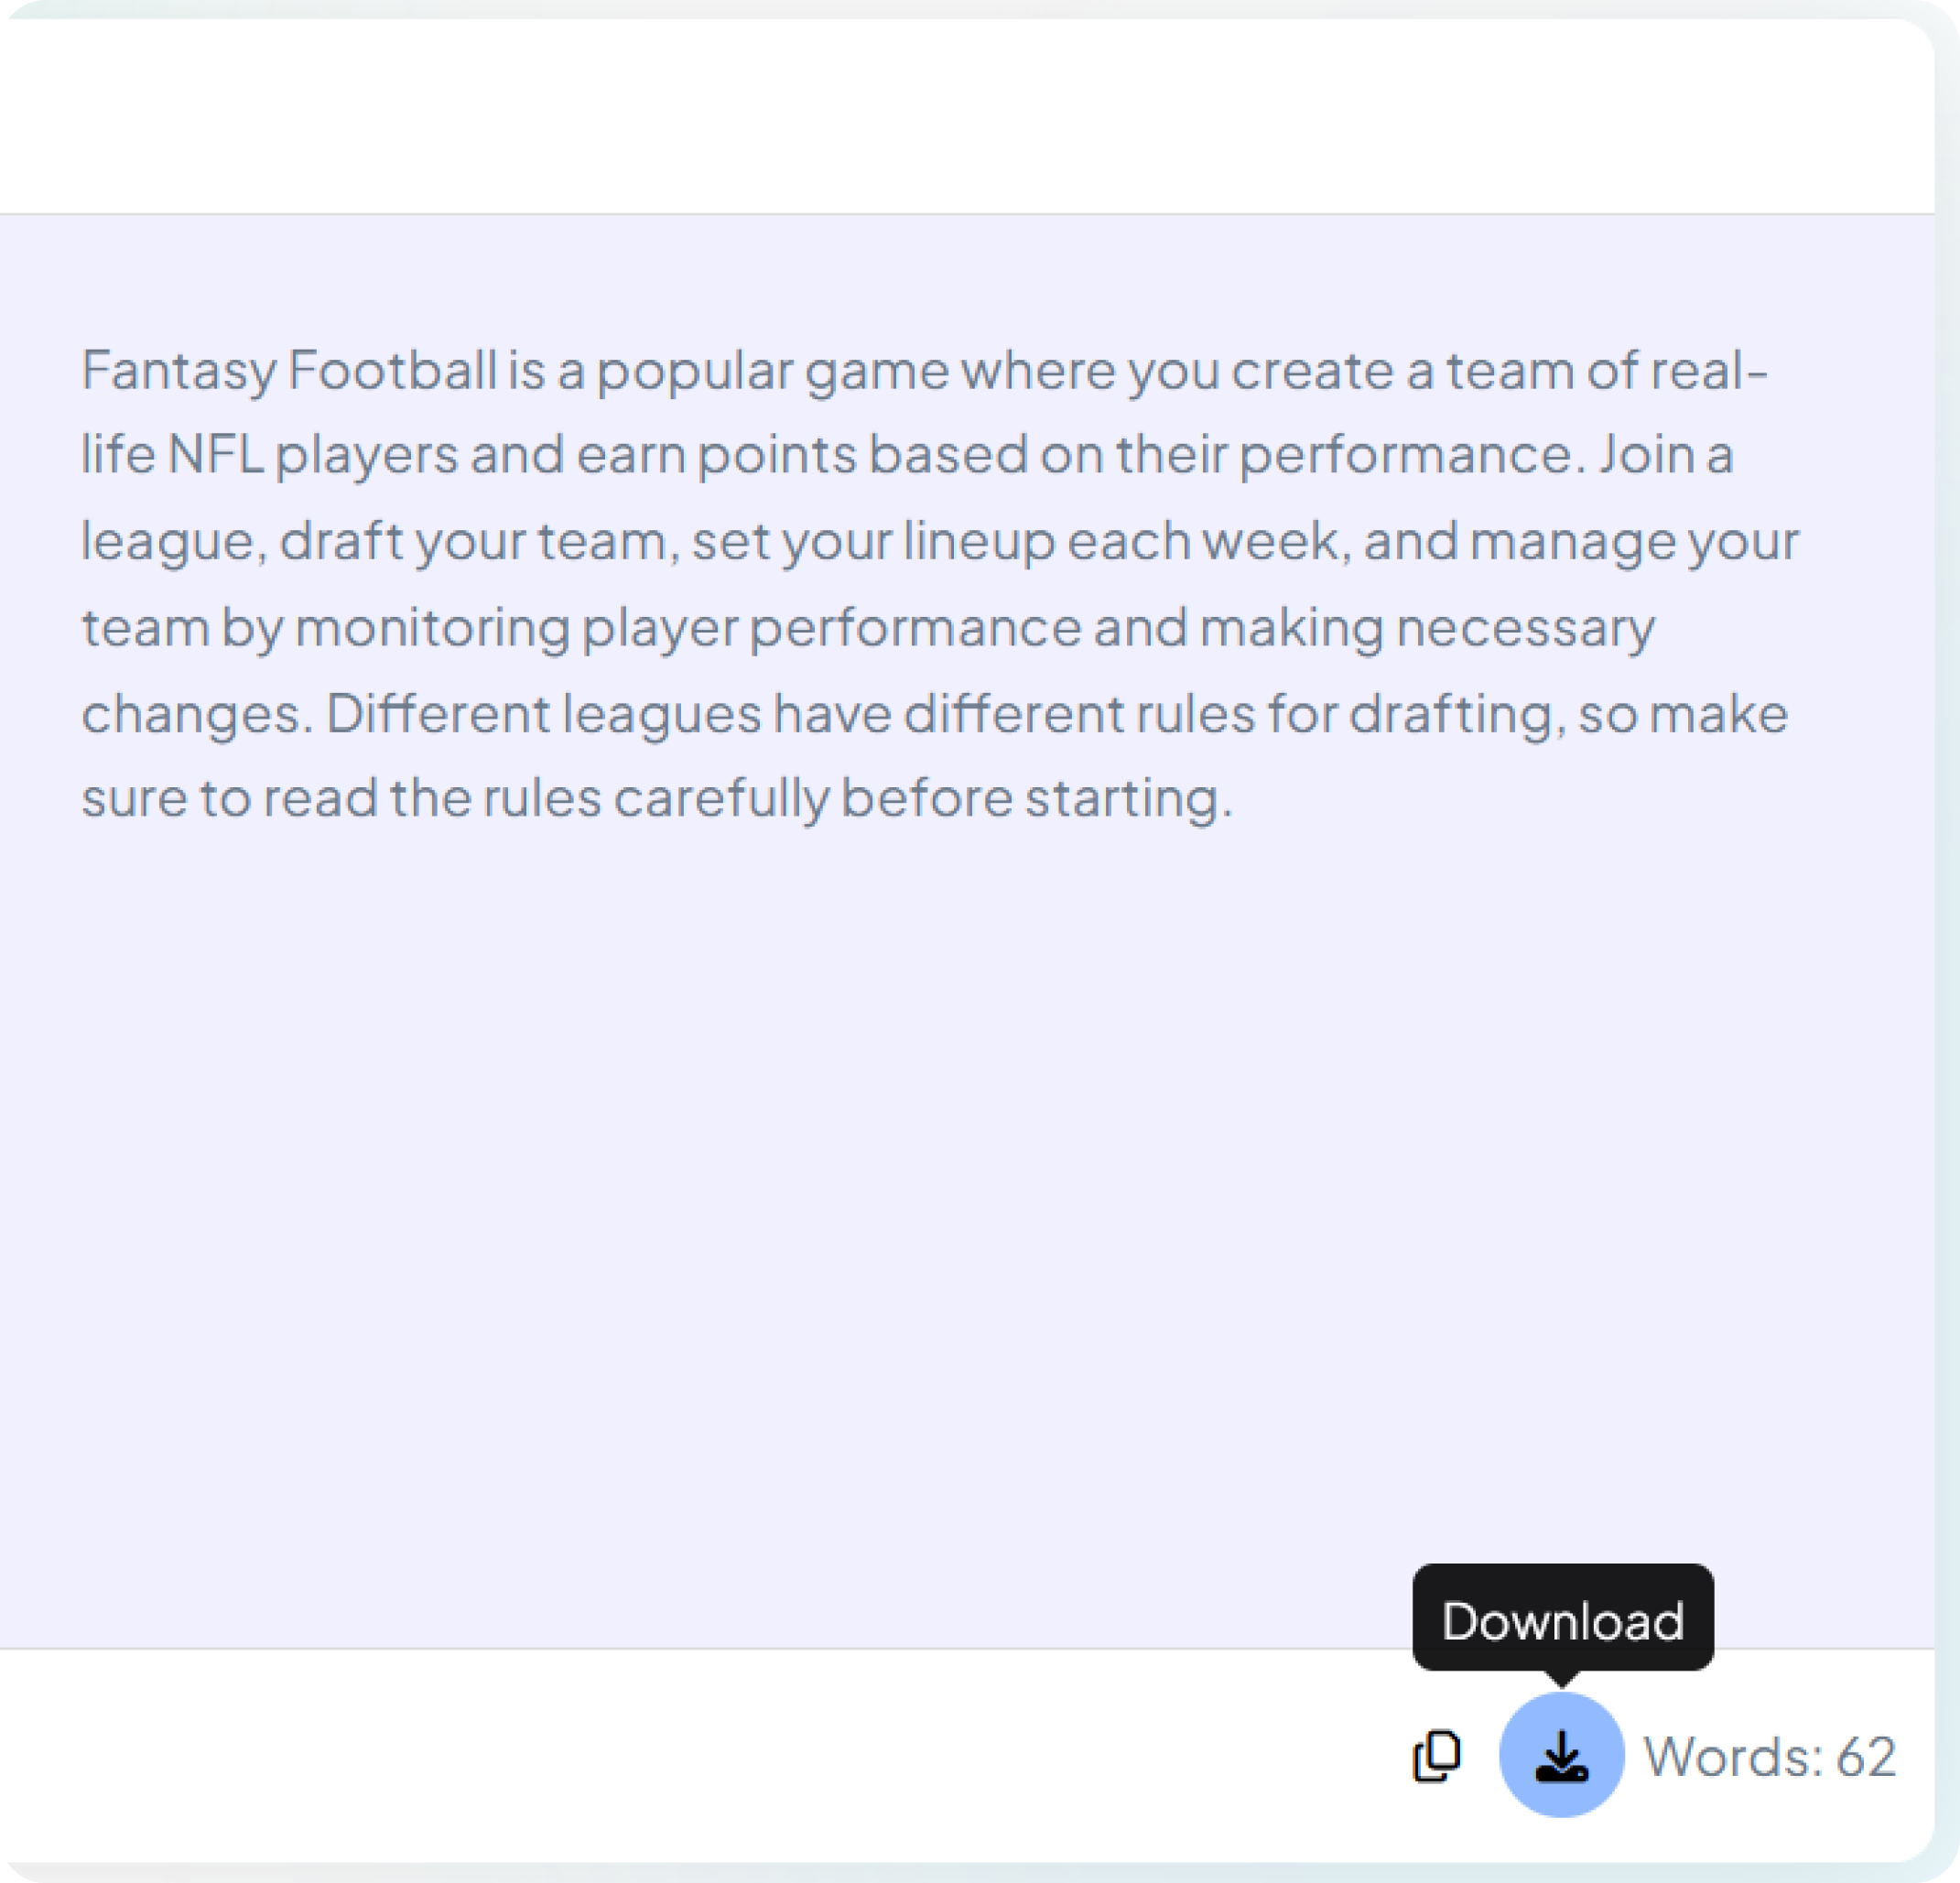 Fantasy Football is a popular game where you create a team of real-
life NFL players and earn points based on their performance. Join a
league, draft your team, set your lineup each week, and manage your
team by monitoring player performance and making necessary
changes. Different leagues have different rules for drafting, so make
sure to read the rules carefully before starting.
Download
Words: 62